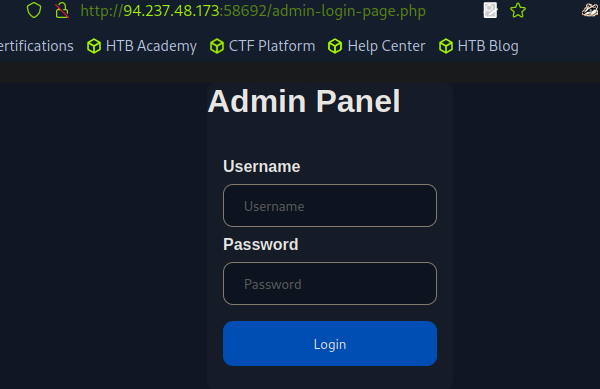 http://94.237.48.173:58692/admin-login-page.php
ertifications HTB Academy CTF Platform Help Center HTB Blog
Admin Panel
Username
Username
Password
Password
Login